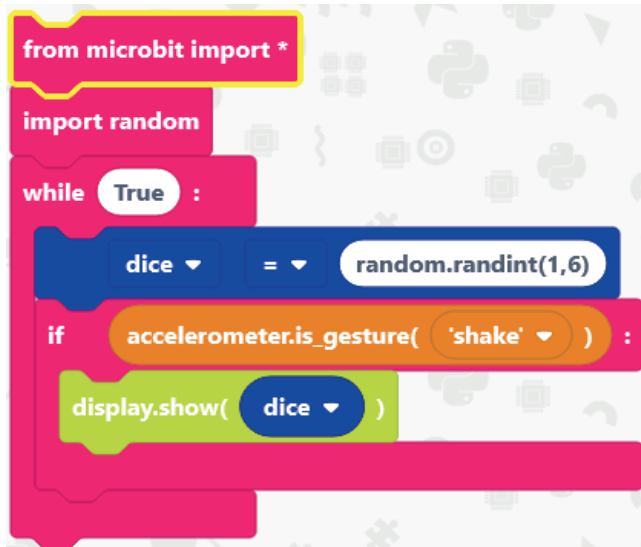 from microbit import *
import random
while True :
dice = random.randint(1,6)
if accelerometer.is_gesture( 'shake' ) :
display.show( dice )